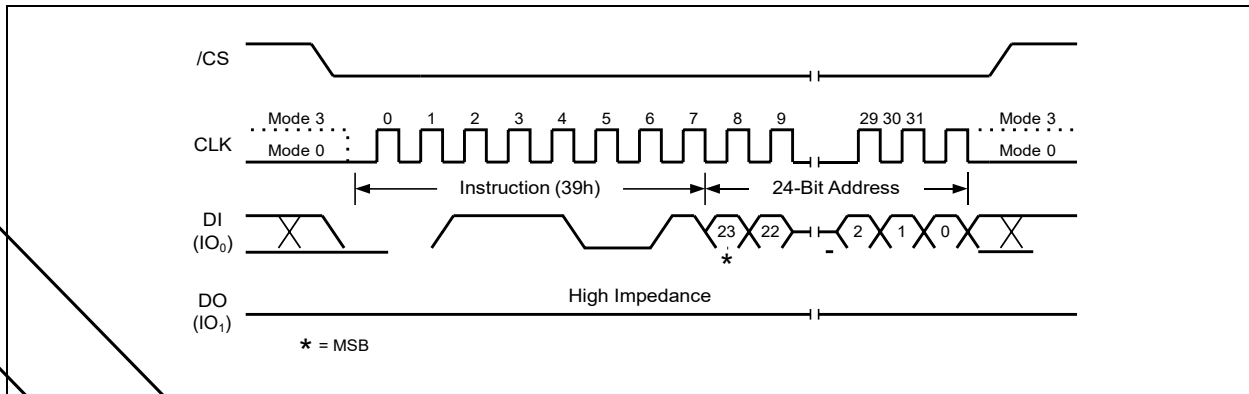 /CS
Mode 3 0 1 2 3 4 5 6 7 8 9 29 30 31 Mode 3
CLK
Mode 0 Mode 0
Instruction (39h) 24-Bit Address
DI
(IO₀)
23 22 2 1 0
*
High Impedance
DO
(IO₁)
* = MSB